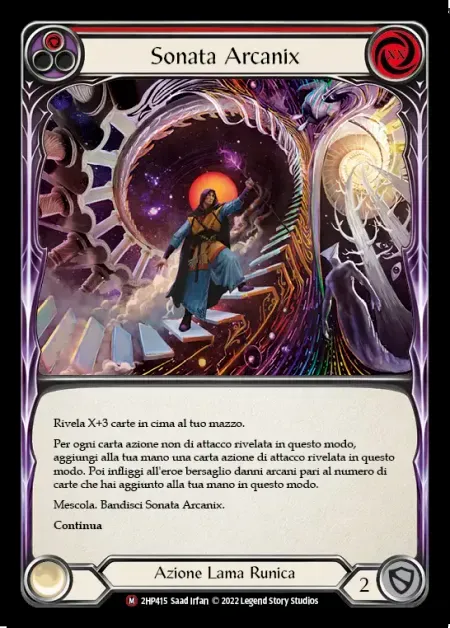 Sonata Arcanix
XX
Rivela X+3 carte in cima al tuo mazzo.
Per ogni carta azione non di attacco rivelata in questo modo,
aggiungi alla tua mano una carta azione di attacco rivelata in questo
modo. Poi infliggi all'eroe bersaglio danni arcani pari al numero di
carte che hai aggiunto alla tua mano in questo modo.
Mescola. Bandisci Sonata Arcanix.
Continua
Azione Lama Runica
2
M 2HP415 Saad Irfan © 2022 Legend Story Studios